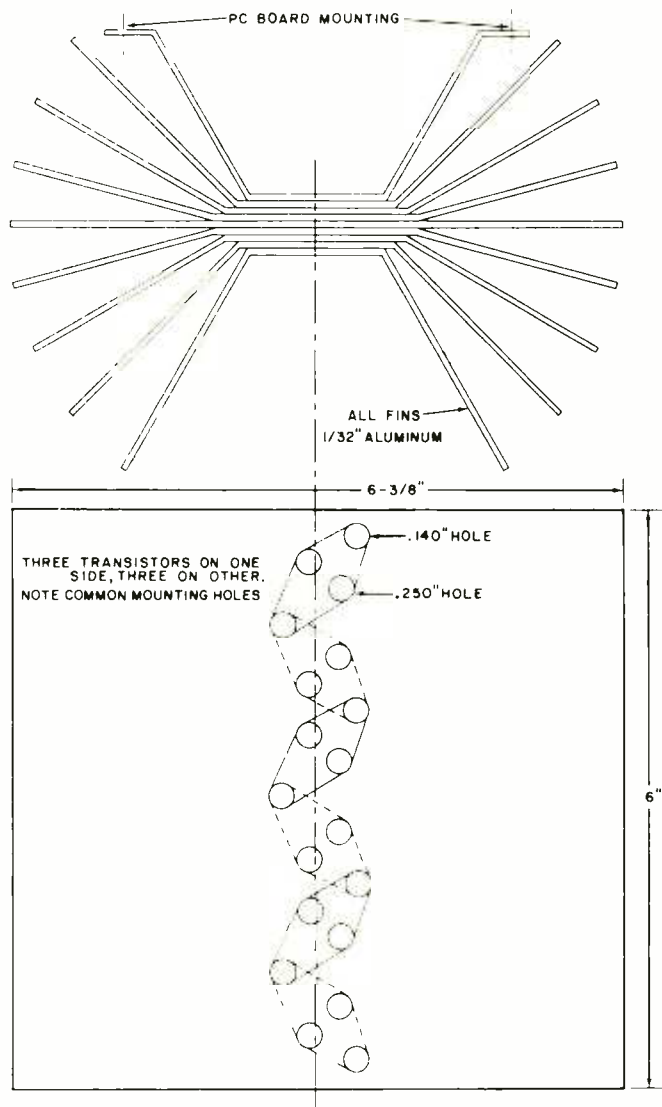 PC BOARD MOUNTING
ALL FINS
1/32" ALUMINUM
6-3/8"
THREE TRANSISTORS ON ONE
SIDE, THREE ON OTHER.
NOTE COMMON MOUNTING HOLES
.140" HOLE
.250" HOLE
6"